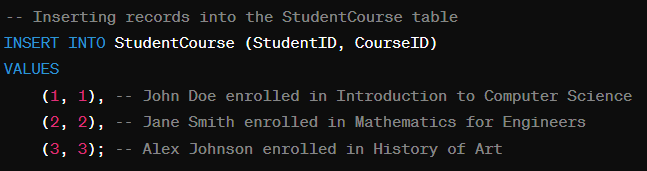 -- Inserting records into the StudentCourse table
INSERT INTO StudentCourse (StudentID, CourseID)
VALUES
    (1, 1), -- John Doe enrolled in Introduction to Computer Science
    (2, 2), -- Jane Smith enrolled in Mathematics for Engineers
    (3, 3); -- Alex Johnson enrolled in History of Art